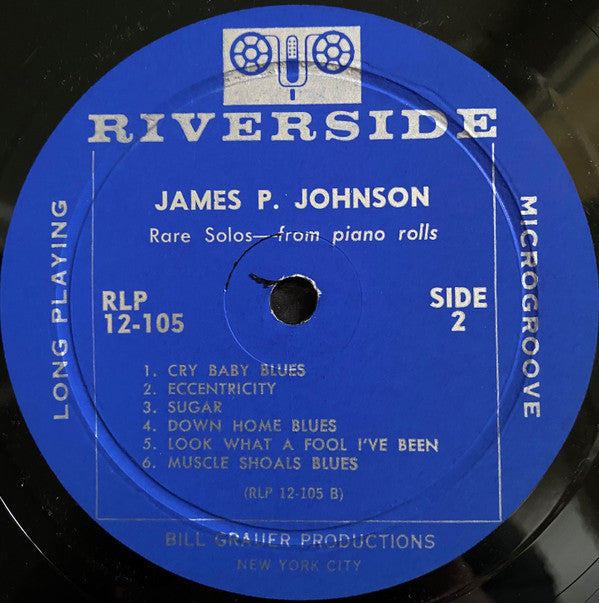 RIVERSIDE
JAMES P. JOHNSON
Rare Solos—from piano rolls
LONG PLAYING
MICROGROOVE
RLP
12-105
SIDE
2
1. CRY BABY BLUES
2. ECCENTRICITY
3. SUGAR
4. DOWN HOME BLUES
5. LOOK WHAT A FOOL I'VE BEEN
6. MUSCLE SHOALS BLUES
(RLP 12-105 B)
BILL GRAUER PRODUCTIONS
NEW YORK CITY